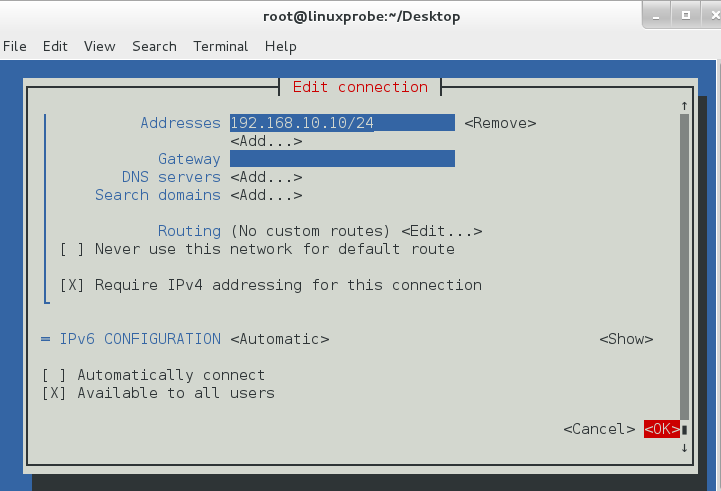 root@linuxprobe:~/Desktop
File Edit View Search Terminal Help
Edit connection
Addresses 192.168.10.10/24 <Remove>
<Add...>
Gateway
DNS servers <Add...>
Search domains <Add...>
Routing (No custom routes) <Edit...>
[ ] Never use this network for default route
[X] Require IPv4 addressing for this connection
= IPv6 CONFIGURATION <Automatic> <Show>
[ ] Automatically connect
[X] Available to all users
<Cancel> <OK>